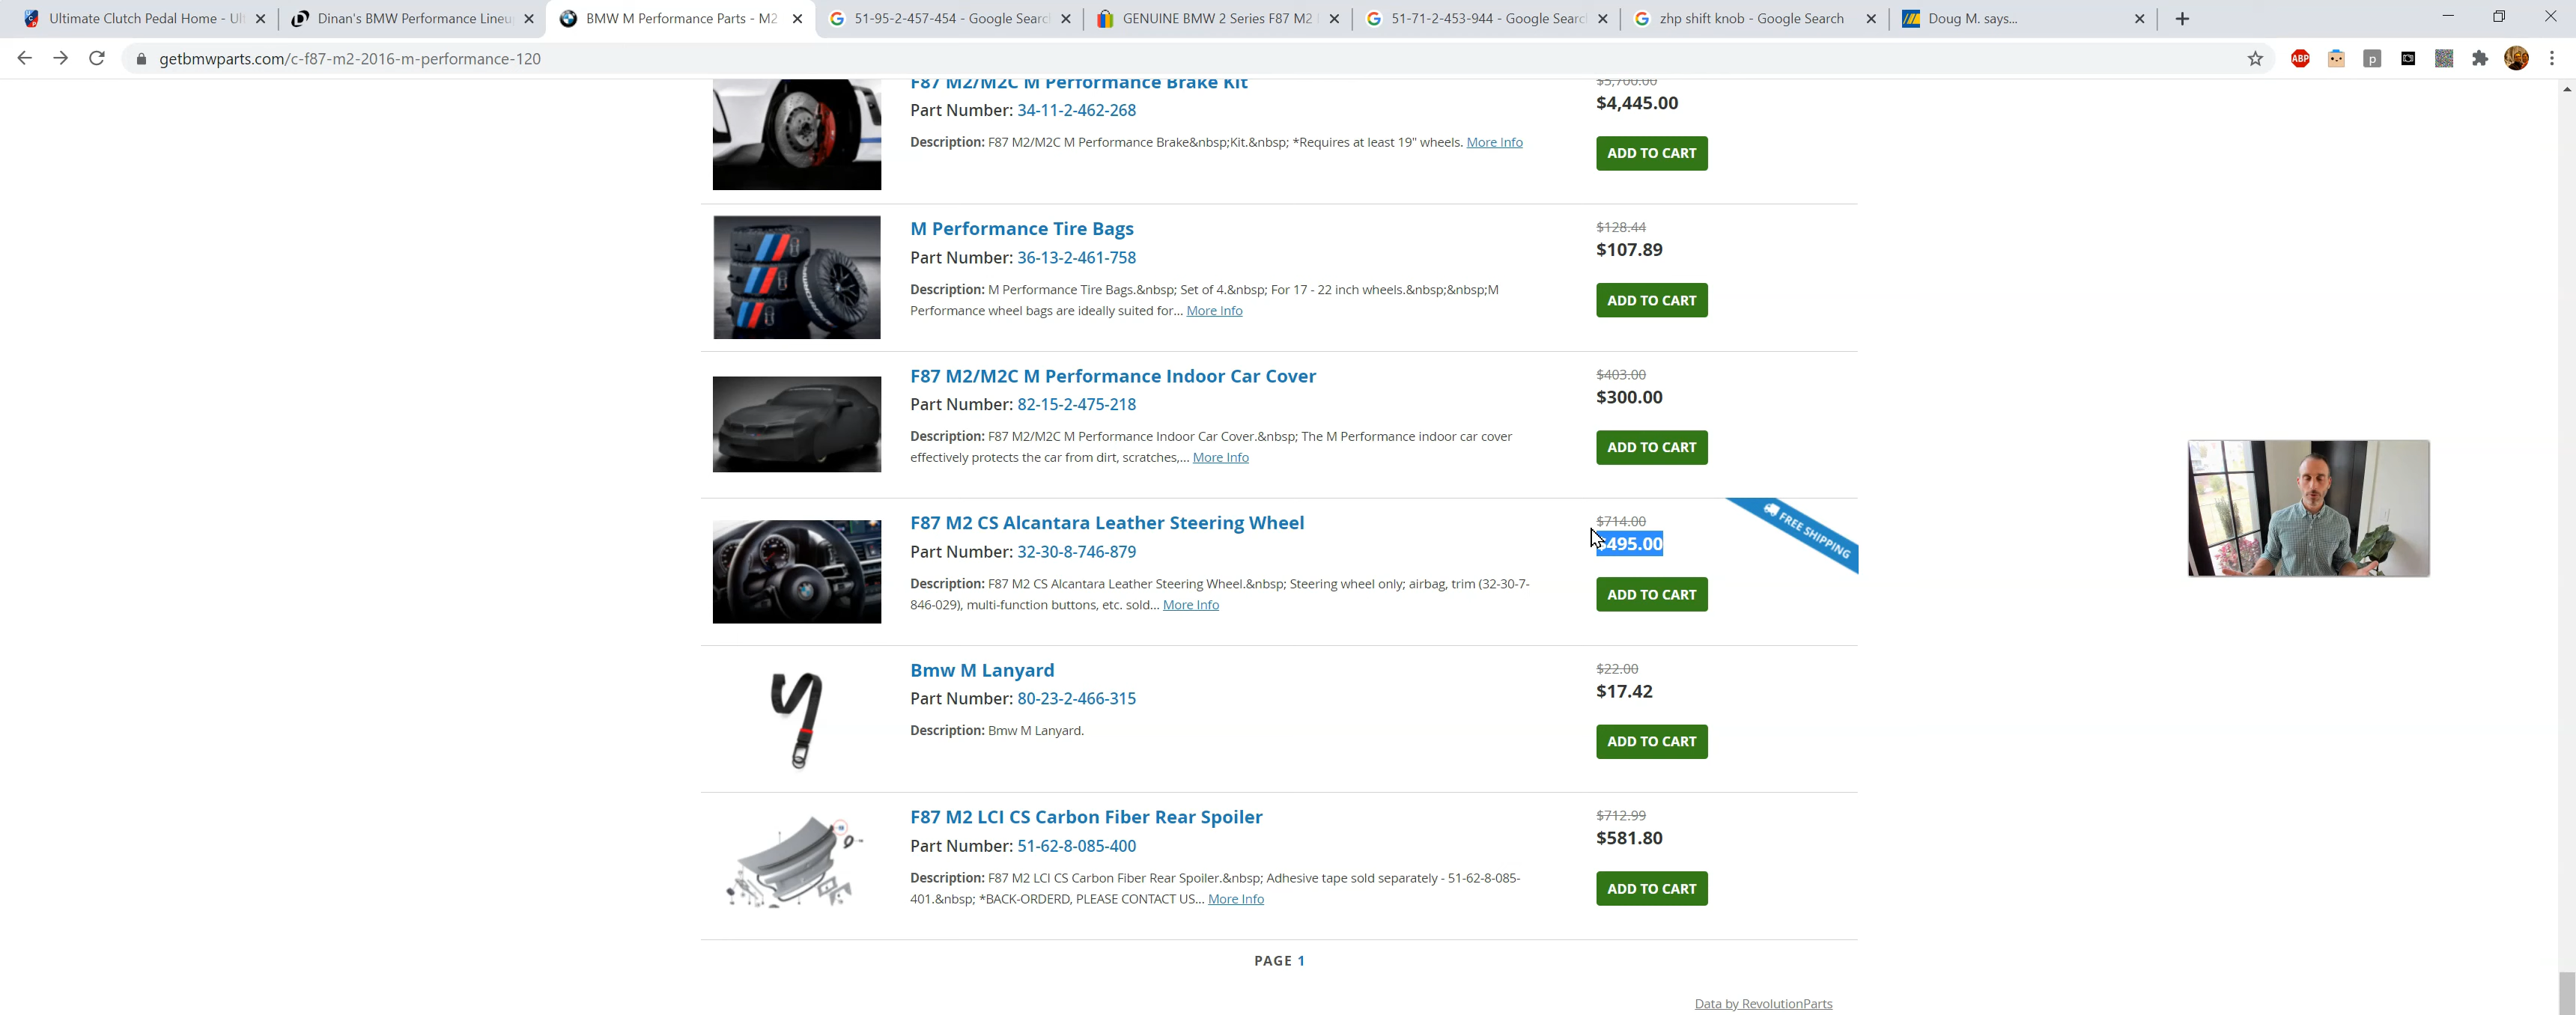 Ultimate Clutch Pedal Home - Ul
Dinan's BMW Performance Lineu
BMW M Performance Parts - M2
51-95-2-457-454 - Google Searc
GENUINE BMW 2 Series F87 M2
51-71-2-453-944 - Google Searc
zhp shift knob - Google Search
Doug M. says...
getbmwparts.com/c-f87-m2-2016-m-performance-120
ABP
F87 M2/M2C M Performance Brake Kit
$5,700.00
Part Number: 34-11-2-462-268
$4,445.00
Description: F87 M2/M2C M Performance Brake&nbsp;Kit.&nbsp; *Requires at least 19" wheels. More Info
ADD TO CART
M Performance Tire Bags
$128.44
Part Number: 36-13-2-461-758
$107.89
Description: M Performance Tire Bags.&nbsp; Set of 4.&nbsp; For 17 - 22 inch wheels.&nbsp;&nbsp;M
Performance wheel bags are ideally suited for... More Info
ADD TO CART
F87 M2/M2C M Performance Indoor Car Cover
$403.00
Part Number: 82-15-2-475-218
$300.00
Description: F87 M2/M2C M Performance Indoor Car Cover.&nbsp; The M Performance indoor car cover
effectively protects the car from dirt, scratches,... More Info
ADD TO CART
F87 M2 CS Alcantara Leather Steering Wheel
$714.00
FREE SHIPPING
Part Number: 32-30-8-746-879
$495.00
Description: F87 M2 CS Alcantara Leather Steering Wheel.&nbsp; Steering wheel only; airbag, trim (32-30-7-
846-029), multi-function buttons, etc. sold... More Info
ADD TO CART
Bmw M Lanyard
$22.00
Part Number: 80-23-2-466-315
$17.42
Description: Bmw M Lanyard.
ADD TO CART
F87 M2 LCI CS Carbon Fiber Rear Spoiler
$712.99
Part Number: 51-62-8-085-400
$581.80
Description: F87 M2 LCI CS Carbon Fiber Rear Spoiler.&nbsp; Adhesive tape sold separately - 51-62-8-085-
401.&nbsp; *BACK-ORDERD, PLEASE CONTACT US... More Info
ADD TO CART
PAGE 1
Data by RevolutionParts